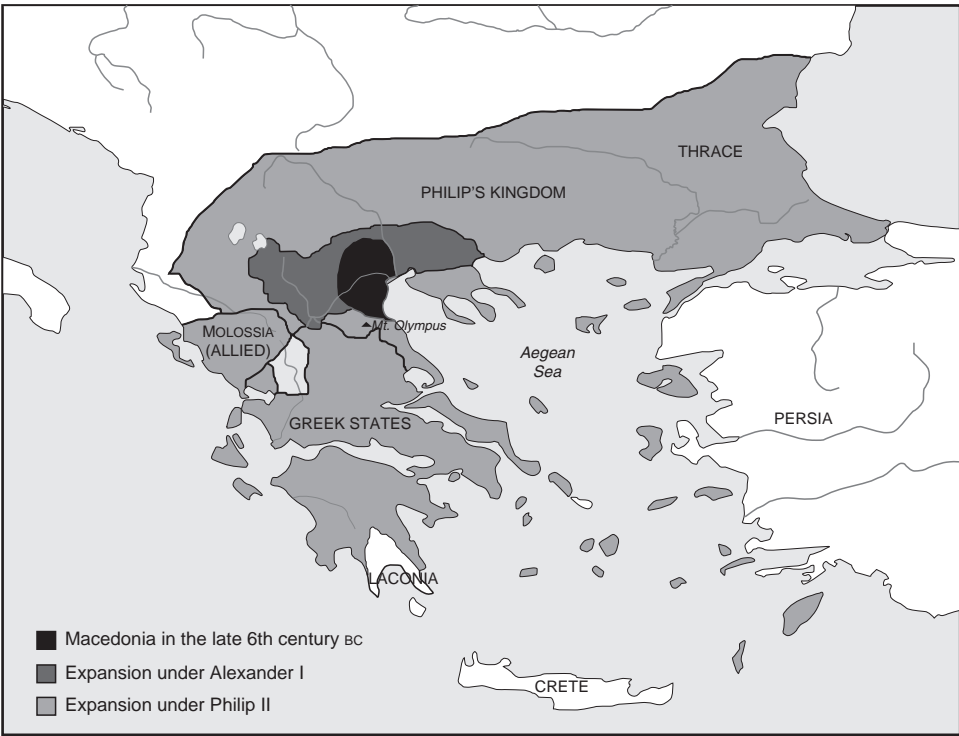 THRACE
PHILIP'S KINGDOM
Mt. Olympus
MOLOSSIA
(ALLIED)
Aegean
Sea
PERSIA
GREEK STATES
LACONIA
CRETE
Macedonia in the late 6th century BC
Expansion under Alexander I
Expansion under Philip II